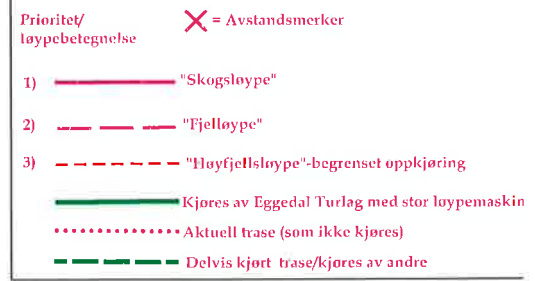 Prioritet/
løypebetegnelse
= Avstandsmerker
1) "Skogsløype"
2) "Fjelløype"
3) "Høyfjellsløype"-begrenset oppkjøring
Kjøres av Eggedal Turlag med stor løypemaskin
Aktuell trase (som ikke kjøres)
Delvis kjørt trase/kjøres av andre